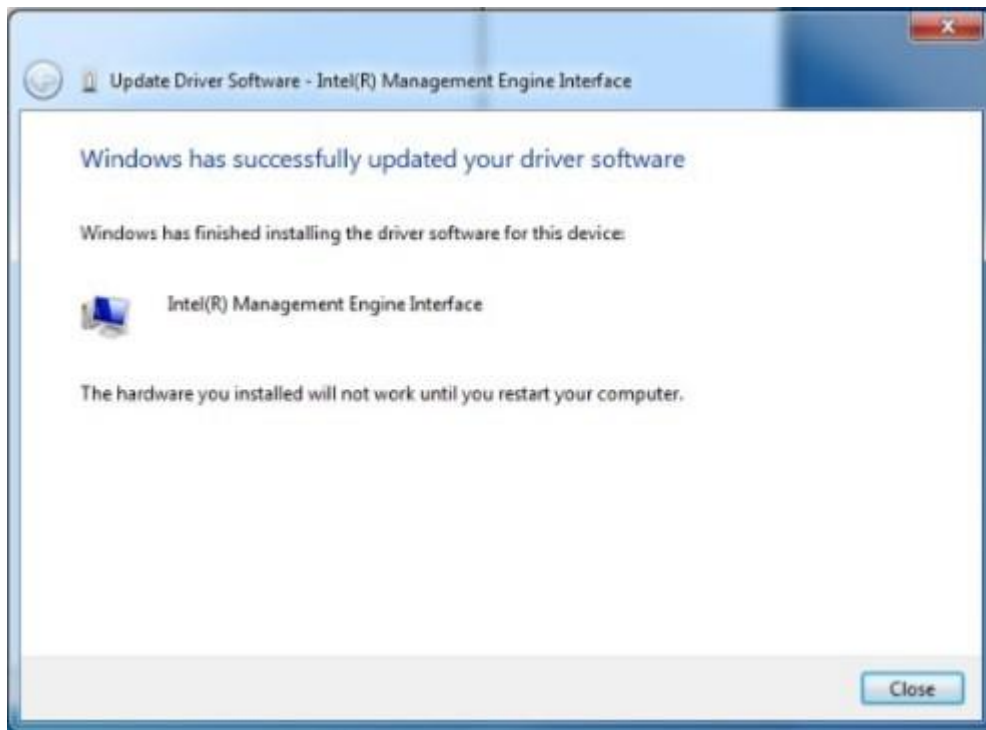 Update Driver Software - Intel(R) Management Engine Interface
Windows has successfully updated your driver software
Windows has finished installing the driver software for this device:
Intel(R) Management Engine Interface
The hardware you installed will not work until you restart your computer.
Close